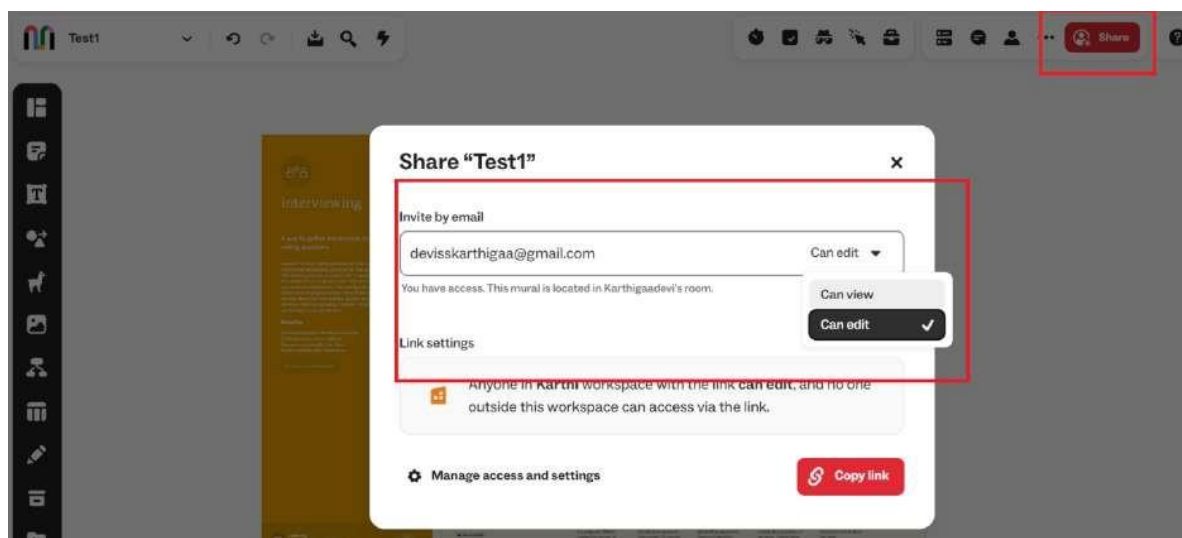 Test1
Share
Share “Test1”
Invite by email
devisskarthigaa@gmail.com
Can edit
You have access. This mural is located in Karthigaadevi's room.
Can view
Can edit
Link settings
Anyone in Karthi workspace with the link can edit, and no one
outside this workspace can access via the link.
Manage access and settings
Copy link
Interviewing